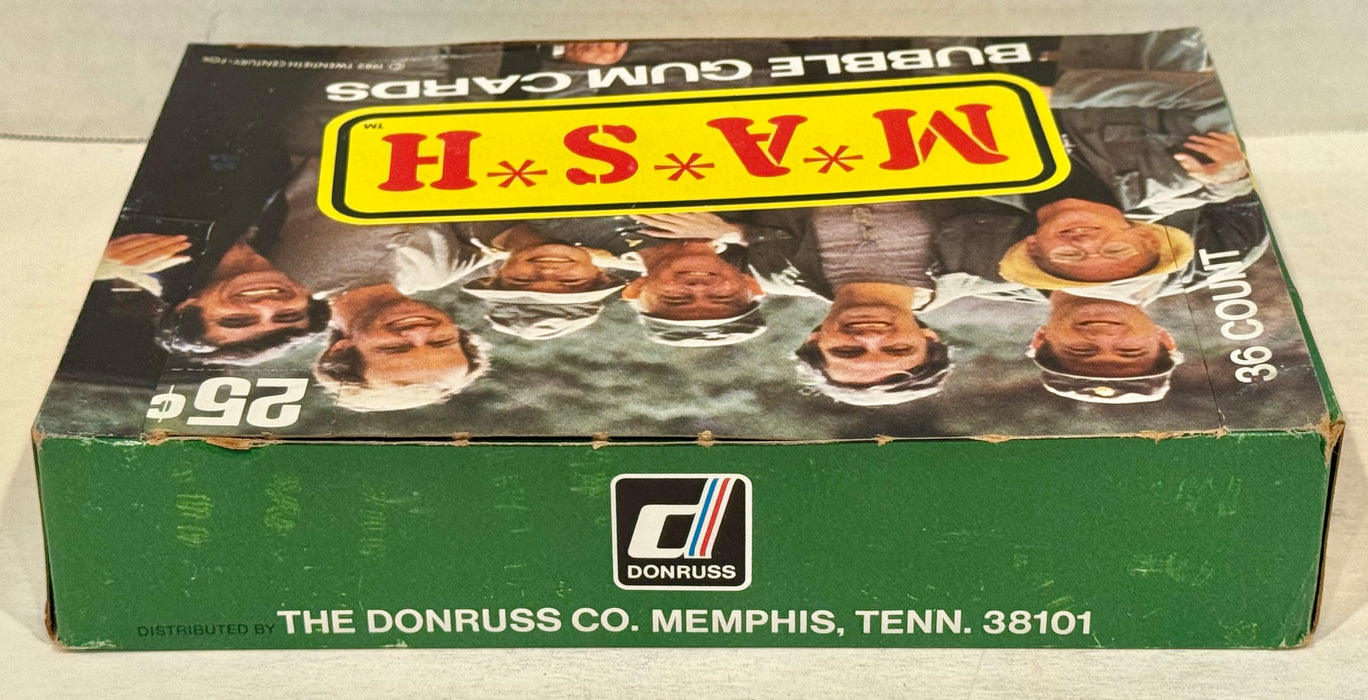 © 1982 TWENTIETH CENTURY-FOX
BUBBLE GUM CARDS
M*A*S*H™
36 COUNT
25¢
DONRUSS
DISTRIBUTED BY THE DONRUSS CO. MEMPHIS, TENN. 38101